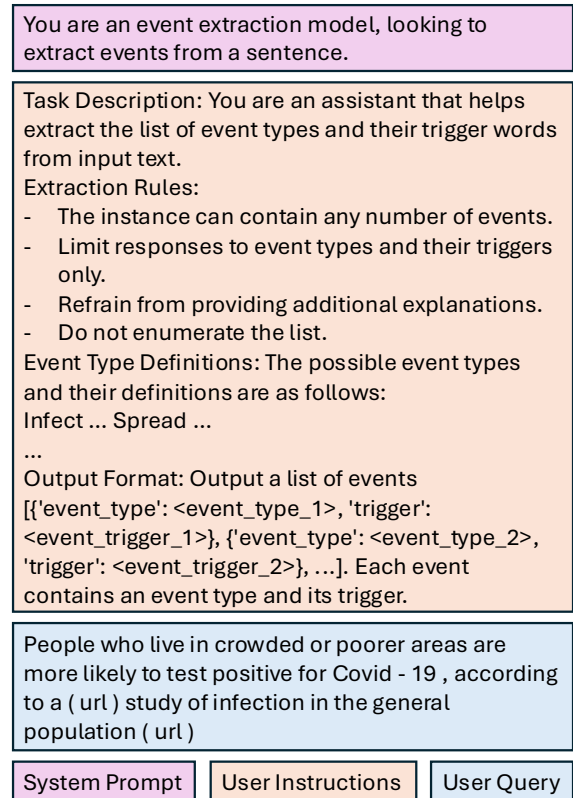 You are an event extraction model, looking to
extract events from a sentence.
Task Description: You are an assistant that helps
extract the list of event types and their trigger words
from input text.
Extraction Rules:
- The instance can contain any number of events.
- Limit responses to event types and their triggers
only.
- Refrain from providing additional explanations.
- Do not enumerate the list.
Event Type Definitions: The possible event types
and their definitions are as follows:
Infect ... Spread ...
...
Output Format: Output a list of events
[{'event_type': <event_type_1>, 'trigger':
<event_trigger_1>}, {'event_type': <event_type_2>,
'trigger': <event_trigger_2>}, ...]. Each event
contains an event type and its trigger.
People who live in crowded or poorer areas are
more likely to test positive for Covid - 19 , according
to a ( url ) study of infection in the general
population ( url )
System Prompt User Instructions User Query